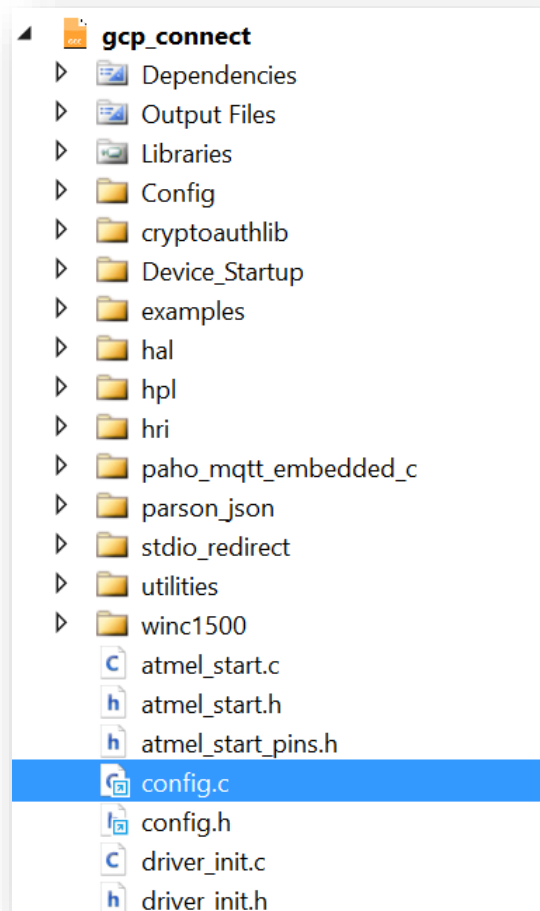 gcp_connect
Dependencies
Output Files
Libraries
Config
cryptoauthlib
Device_Startup
examples
hal
hpl
hri
paho_mqtt_embedded_c
parson_json
stdio_redirect
utilities
winc1500
atmel_start.c
atmel_start.h
atmel_start_pins.h
config.c
config.h
driver_init.c
driver_init.h